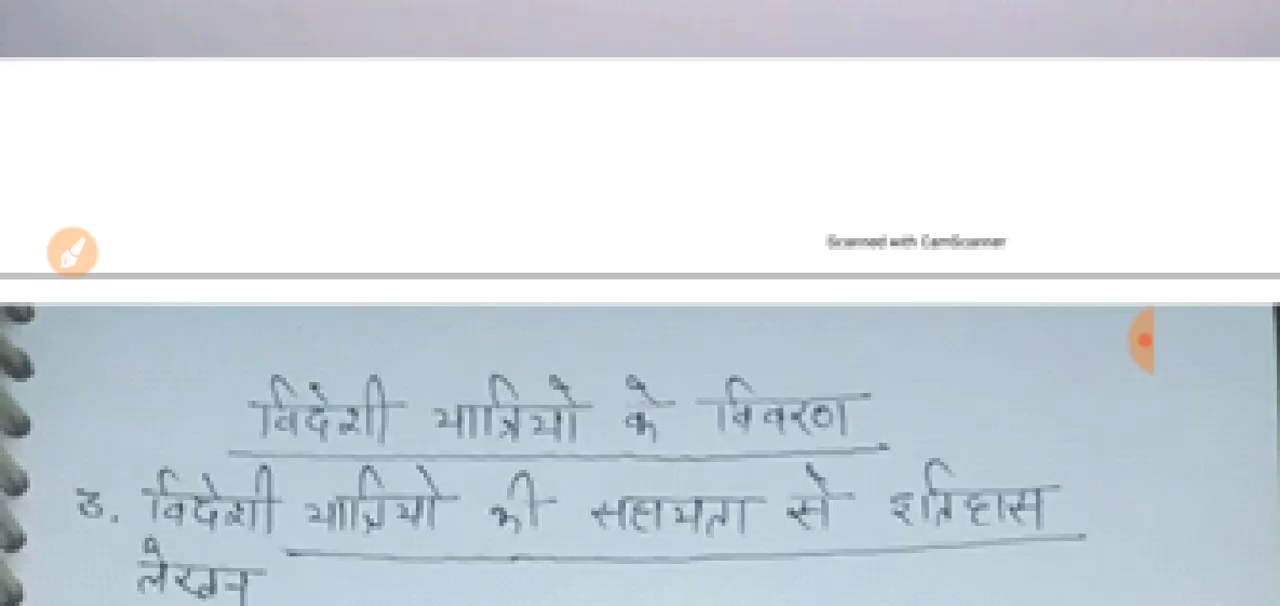 Scanned with CamScanner
विदेशी यात्रियो के विवरण
3. विदेशी यात्रियो की सहायता से इतिहास
लेखन